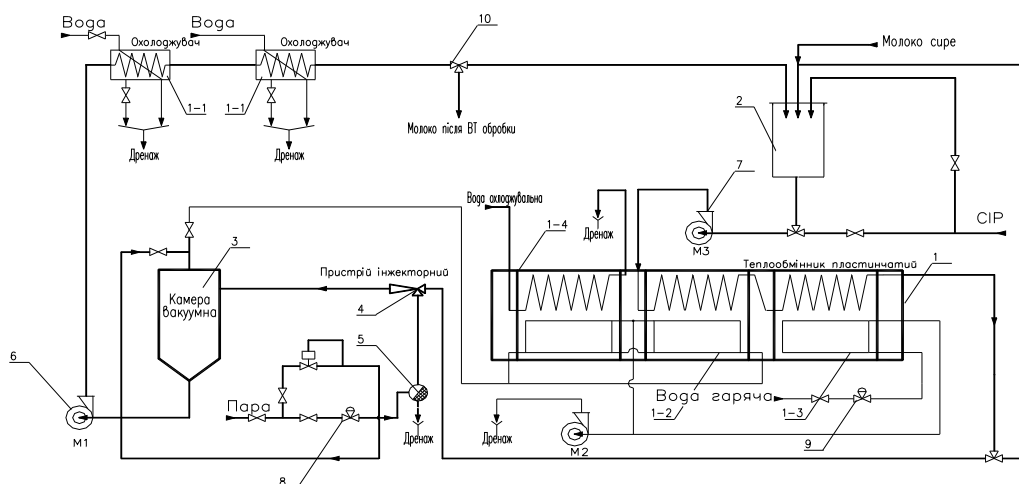 Вода
Вода
Охолоджувач
Охолоджувач
10
Молоко сире
1-1
1-1
Дренаж
Дренаж
Молоко після ВТ обробки
2
7
Вода охлоджувальна
Дренаж
М3
СІР
3
1-4
Пристрій інжекторний
Теплообмінник пластинчатий
1
Камера
вакуумна
4
5
6
М1
Пара
Дренаж
8
Дренаж
М2
1-2
Вода гаряча
1-3
9